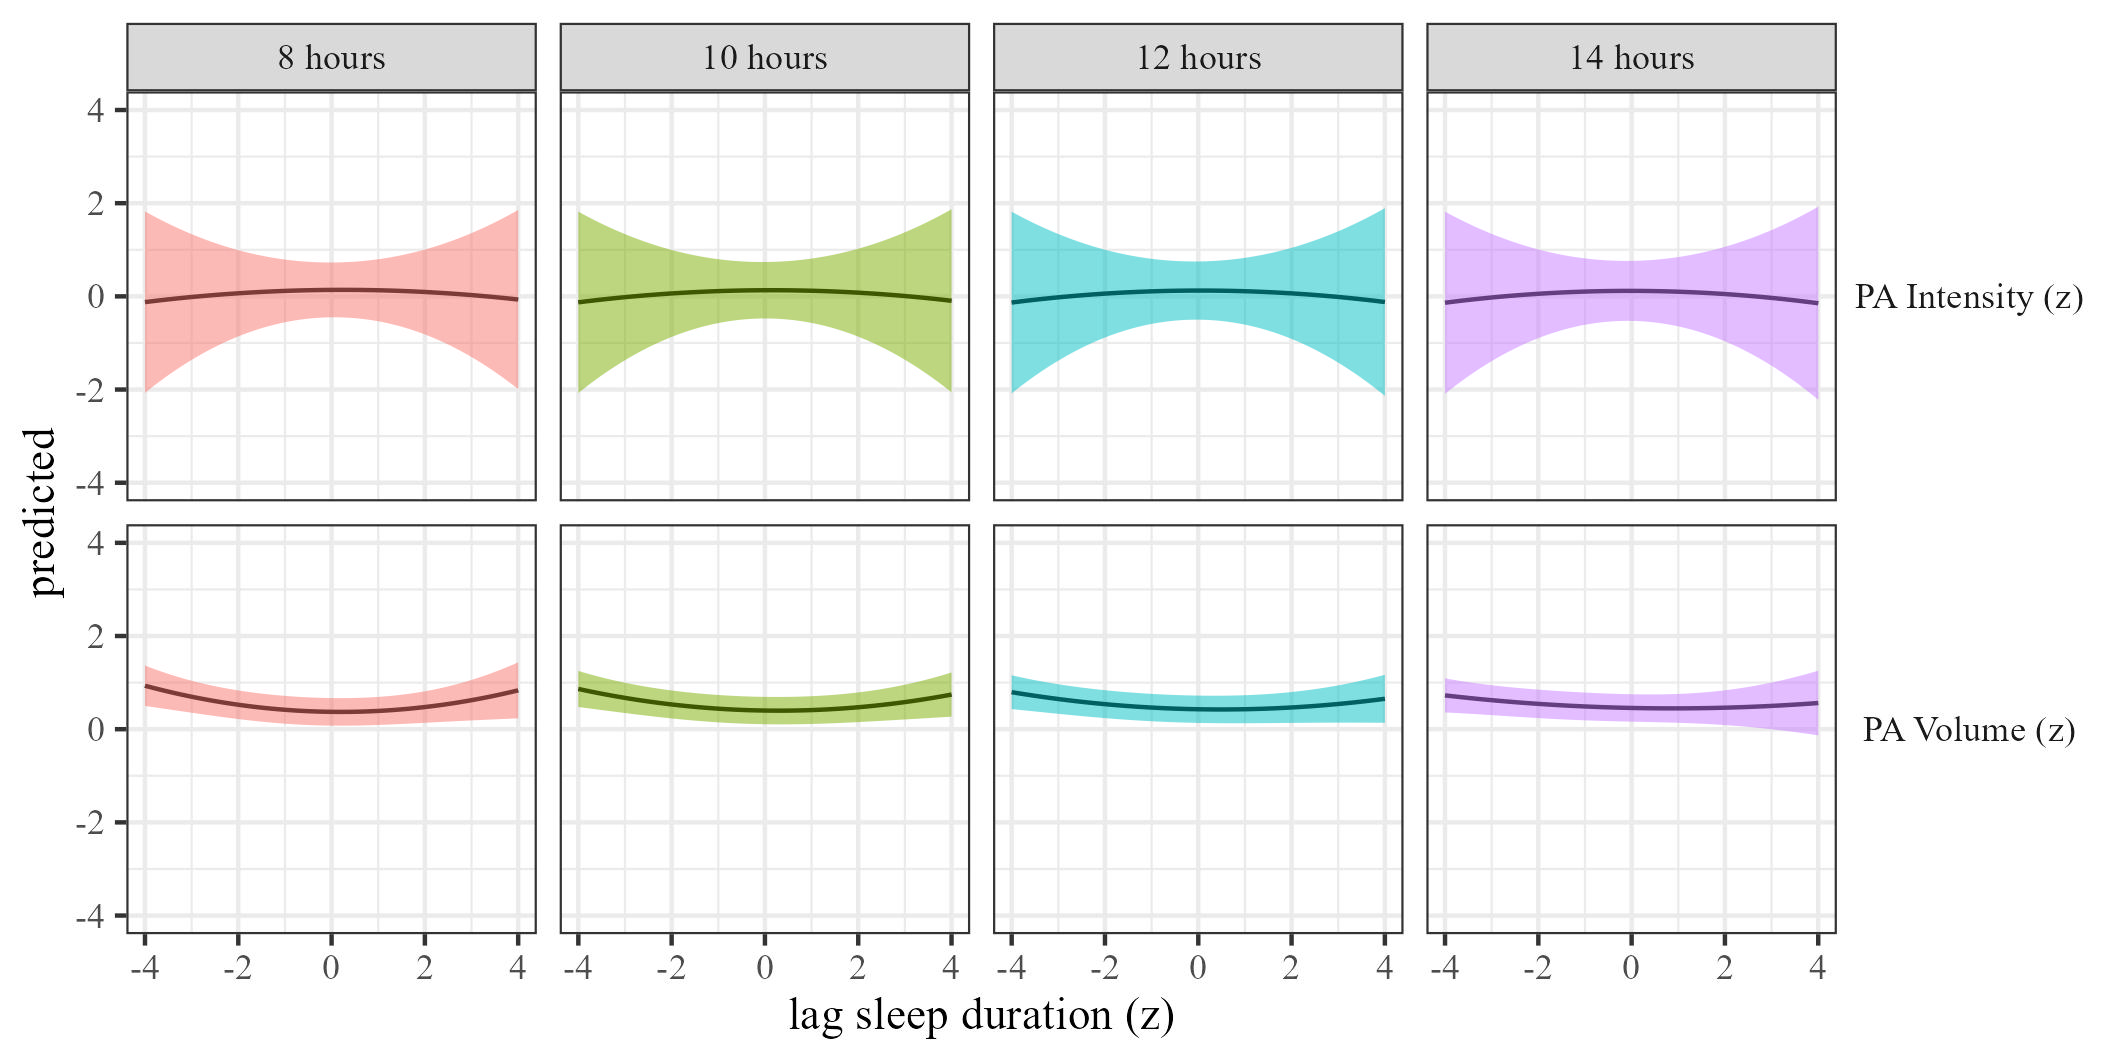 8 hours 10 hours 12 hours 14 hours
4
2
0
-2
-4
PA Intensity (z)
predicted
4
2
0
-2
-4
PA Volume (z)
-4 -2 0 2 4 -4 -2 0 2 4 -4 -2 0 2 4 -4 -2 0 2 4
lag sleep duration (z)